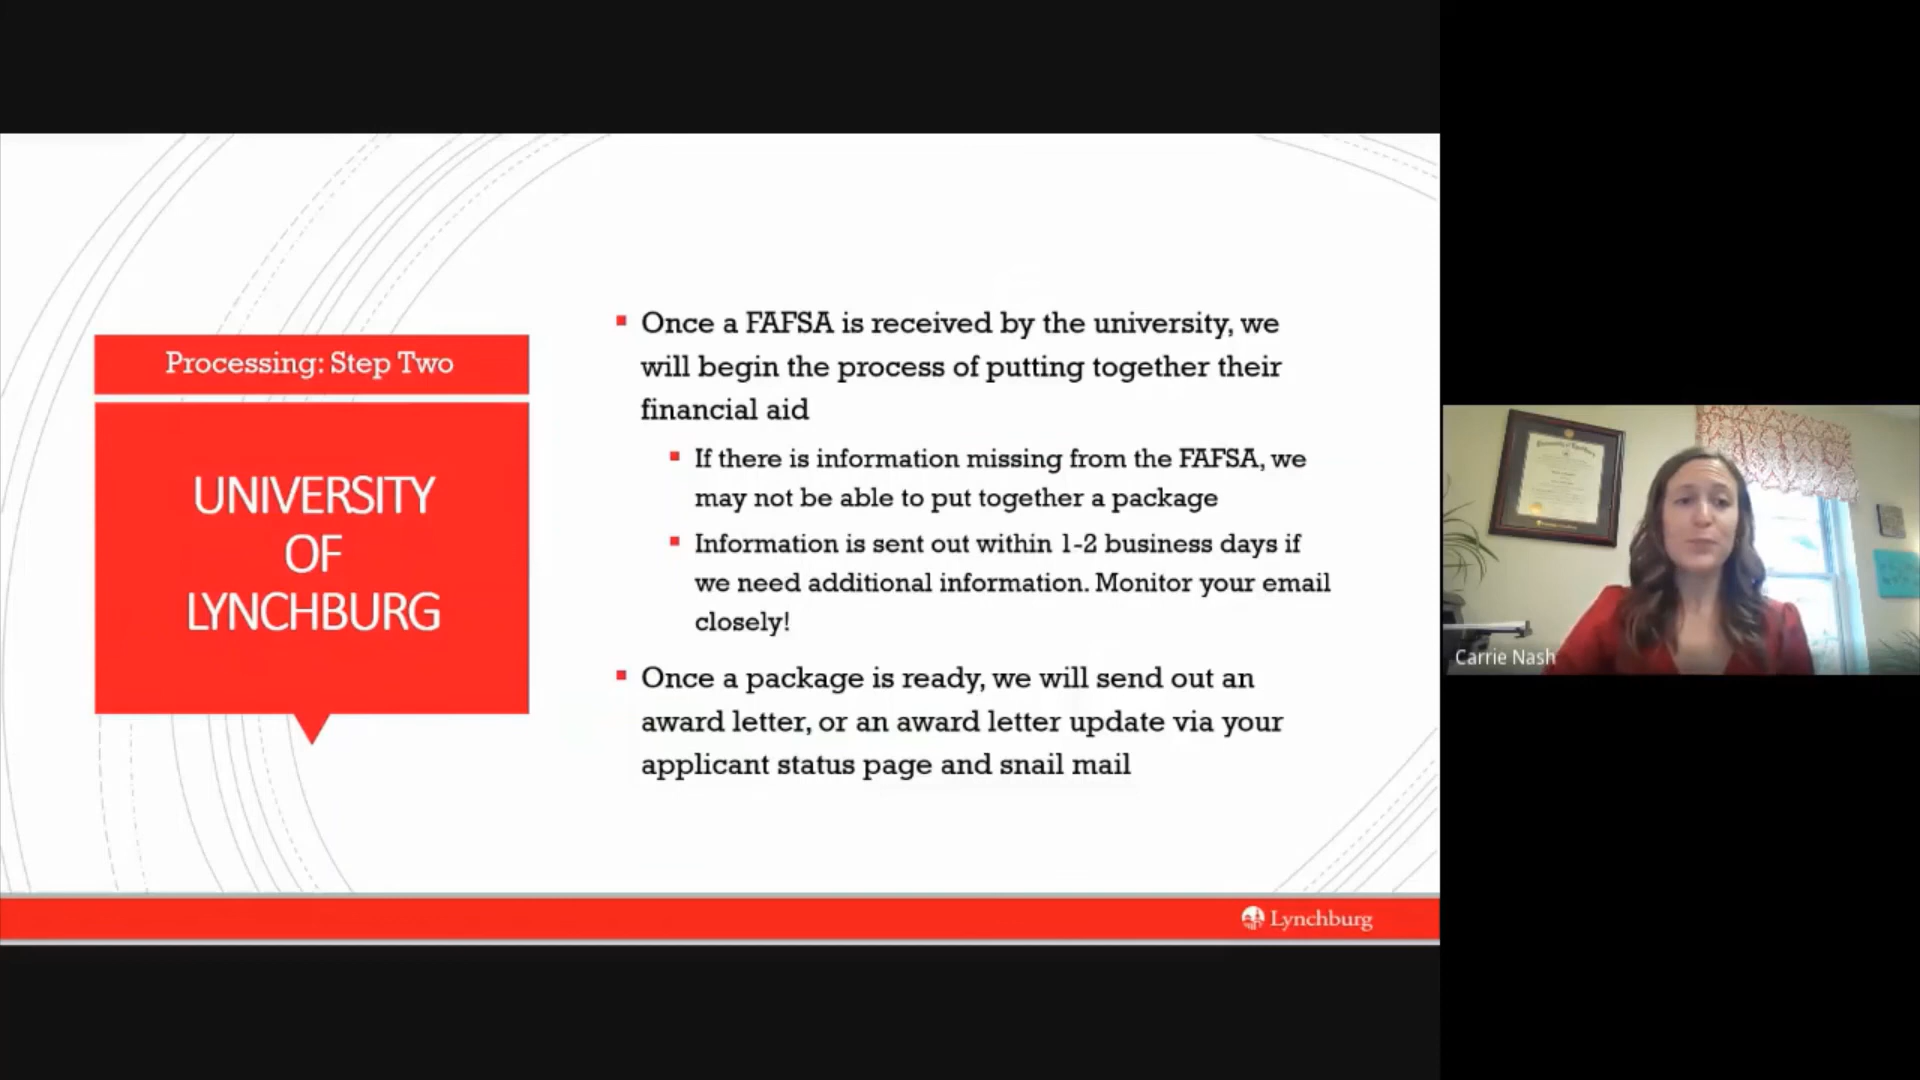 Processing: Step Two
UNIVERSITY
OF
LYNCHBURG
Once a FAFSA is received by the university, we
will begin the process of putting together their
financial aid
If there is information missing from the FAFSA, we
may not be able to put together a package
Information is sent out within 1-2 business days if
we need additional information. Monitor your email
closely!
Once a package is ready, we will send out an
award letter, or an award letter update via your
applicant status page and snail mail
Lynchburg
Carrie Nash